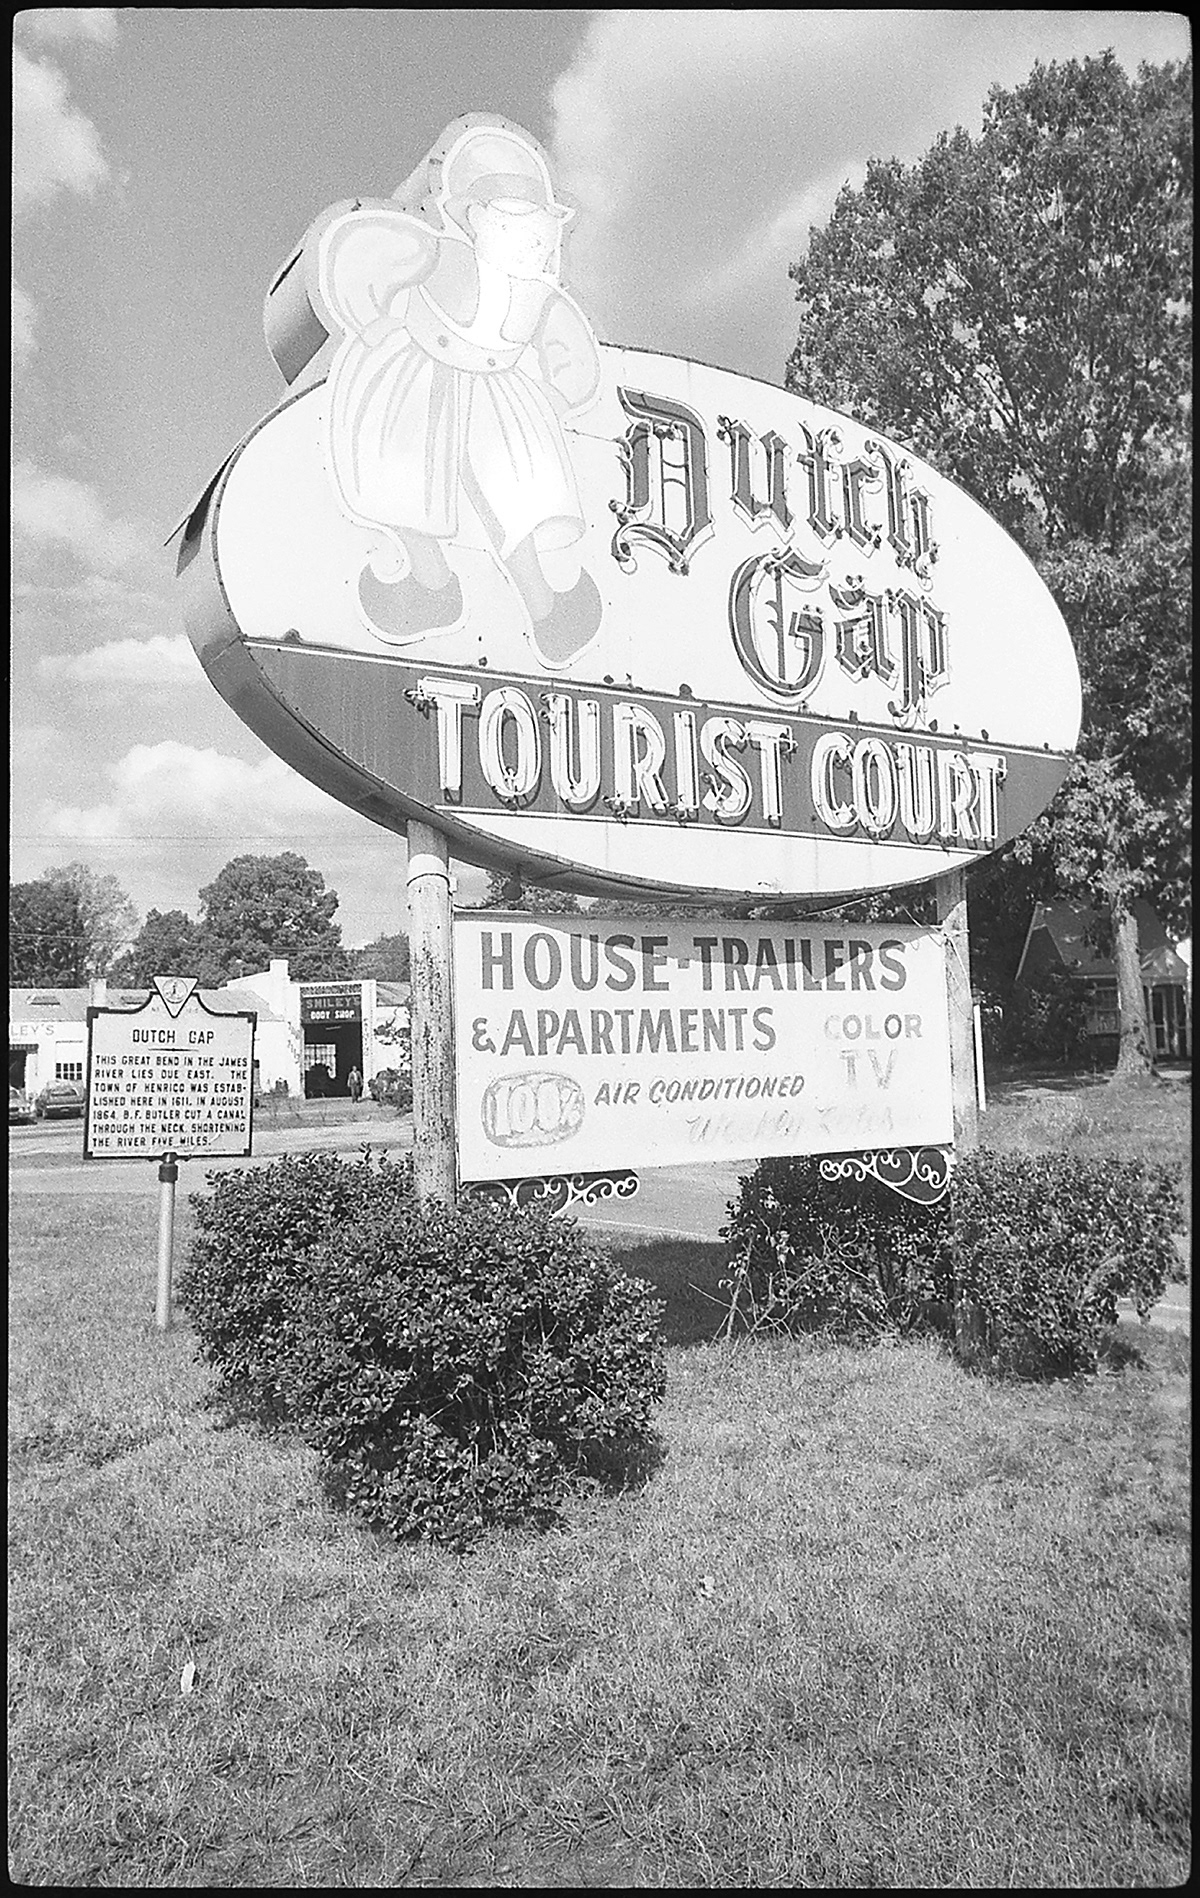 Dutch
Gap
TOURIST COURT
HOUSE-TRAILERS
& APARTMENTS
COLOR
TV
100%
AIR CONDITIONED
Weekly
DUTCH GAP
THIS GREAT BEND IN THE JAMES
RIVER LIES DUE EAST. THE
TOWN OF HENRICO WAS ESTAB-
LISHED HERE IN 1611. IN AUGUST,
1864, B. F. BUTLER CUT A CANAL
THROUGH THE NECK, SHORTENING
THE RIVER FIVE MILES.
SMILEY'S
BODY SHOP